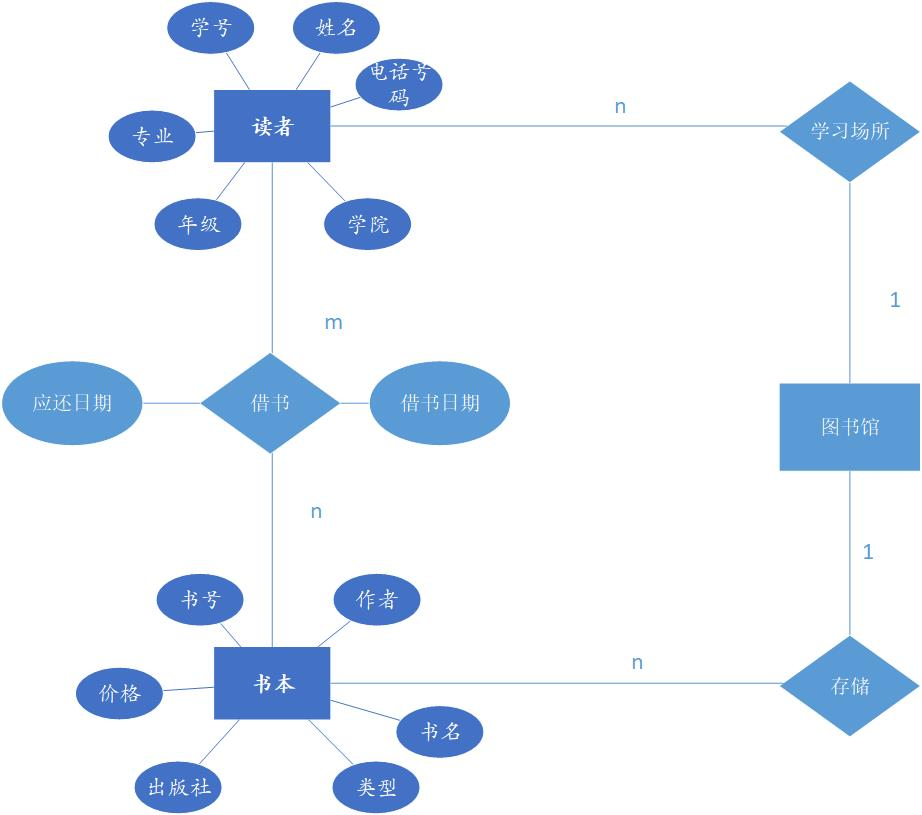 学号
姓名
电话号
码
读者
n
学习场所
专业
年级
学院
1
m
应还日期
借书
借书日期
图书馆
n
1
书号
作者
n
书本
存储
价格
书名
出版社
类型